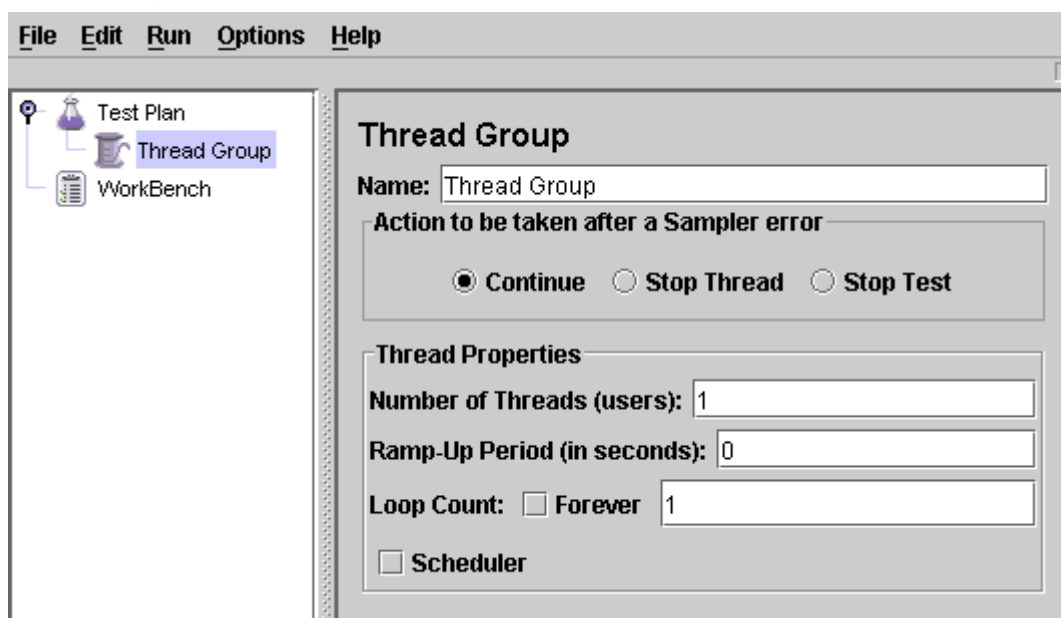 File Edit Run Options Help
Test Plan
Thread Group
WorkBench
Thread Group
Name: Thread Group
Action to be taken after a Sampler error
Continue Stop Thread Stop Test
Thread Properties
Number of Threads (users): 1
Ramp-Up Period (in seconds): 0
Loop Count: Forever 1
Scheduler